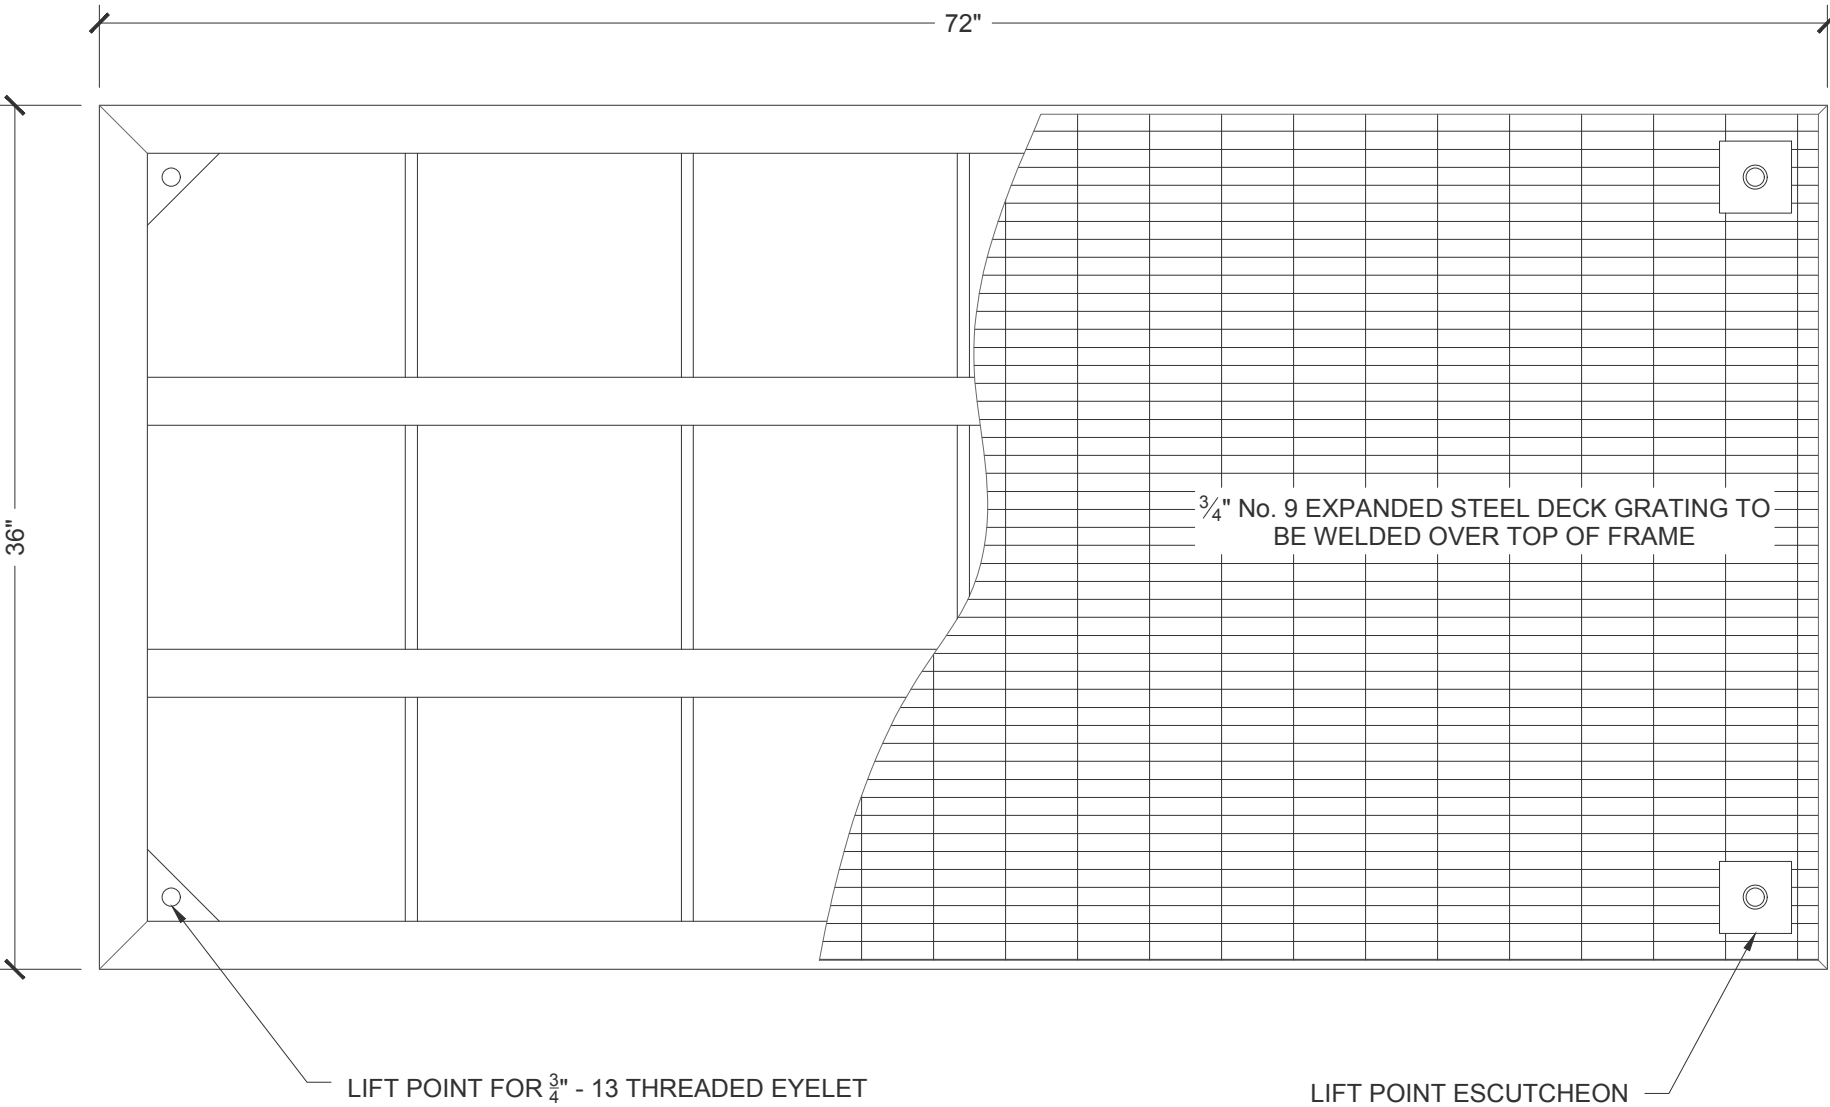 72"
36"
¾" No. 9 EXPANDED STEEL DECK GRATING TO
BE WELDED OVER TOP OF FRAME
LIFT POINT FOR ¾" - 13 THREADED EYELET
LIFT POINT ESCUTCHEON